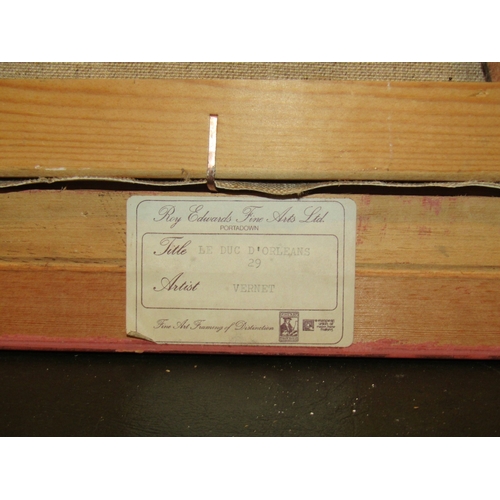 Roy Edwards Fine Arts Ltd.
PORTADOWN
Title LE DUC D'ORLEANS
29
Artist VERNET
Fine Art Framing of Distinction